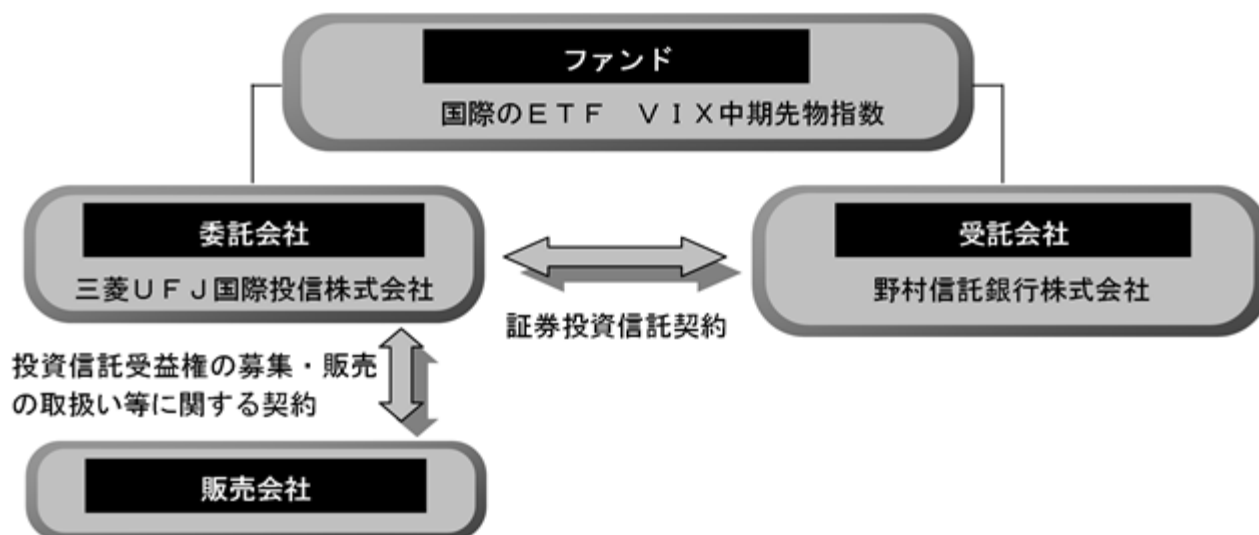 ファンド
国際のＥＴＦ　ＶＩＸ中期先物指数
委託会社
三菱ＵＦＪ国際投信株式会社
受託会社
野村信託銀行株式会社
証券投資信託契約
投資信託受益権の募集・販売
の取扱い等に関する契約
販売会社